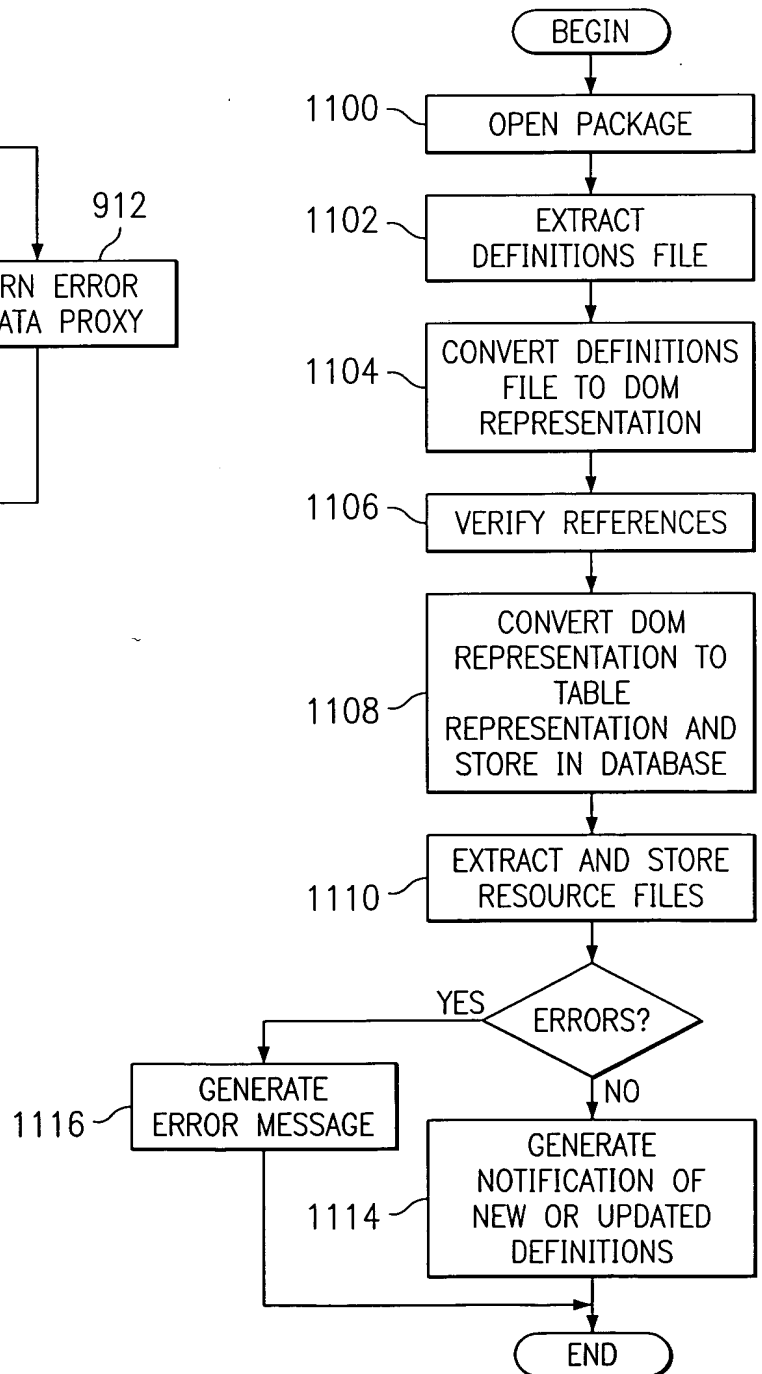 BEGIN
1100
OPEN PACKAGE
1102
EXTRACT
DEFINITIONS FILE
912
RN ERROR
ATA PROXY
1104
CONVERT DEFINITIONS
FILE TO DOM
REPRESENTATION
1106
VERIFY REFERENCES
1108
CONVERT DOM
REPRESENTATION TO
TABLE
REPRESENTATION AND
STORE IN DATABASE
1110
EXTRACT AND STORE
RESOURCE FILES
ERRORS?
YES
NO
1116
GENERATE
ERROR MESSAGE
1114
GENERATE
NOTIFICATION OF
NEW OR UPDATED
DEFINITIONS
END